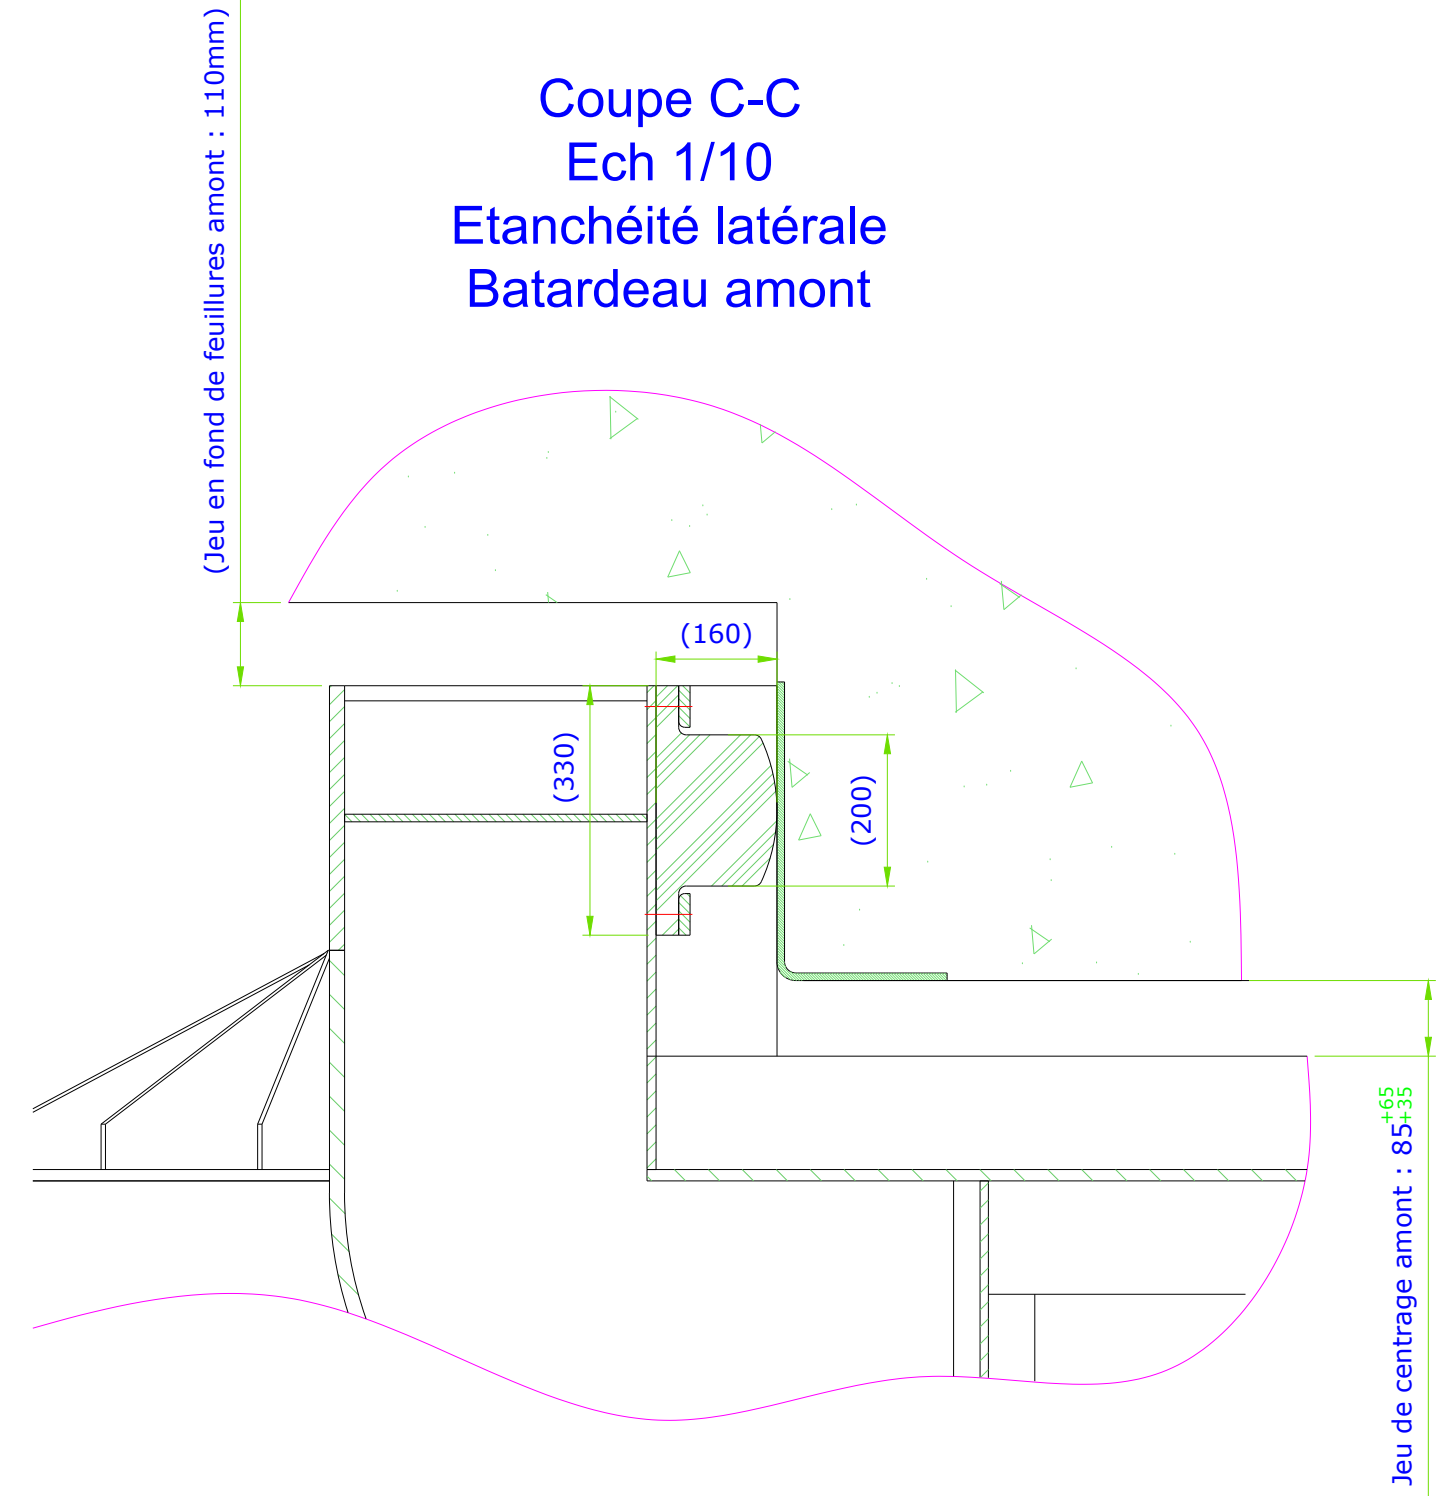 Coupe C-C
Ech 1/10
Etanchéité latérale
Batardeau amont
(Jeu en fond de feuillures amont : 110mm)
(160)
(330)
(200)
+65
+35
Jeu de centrage amont : 85